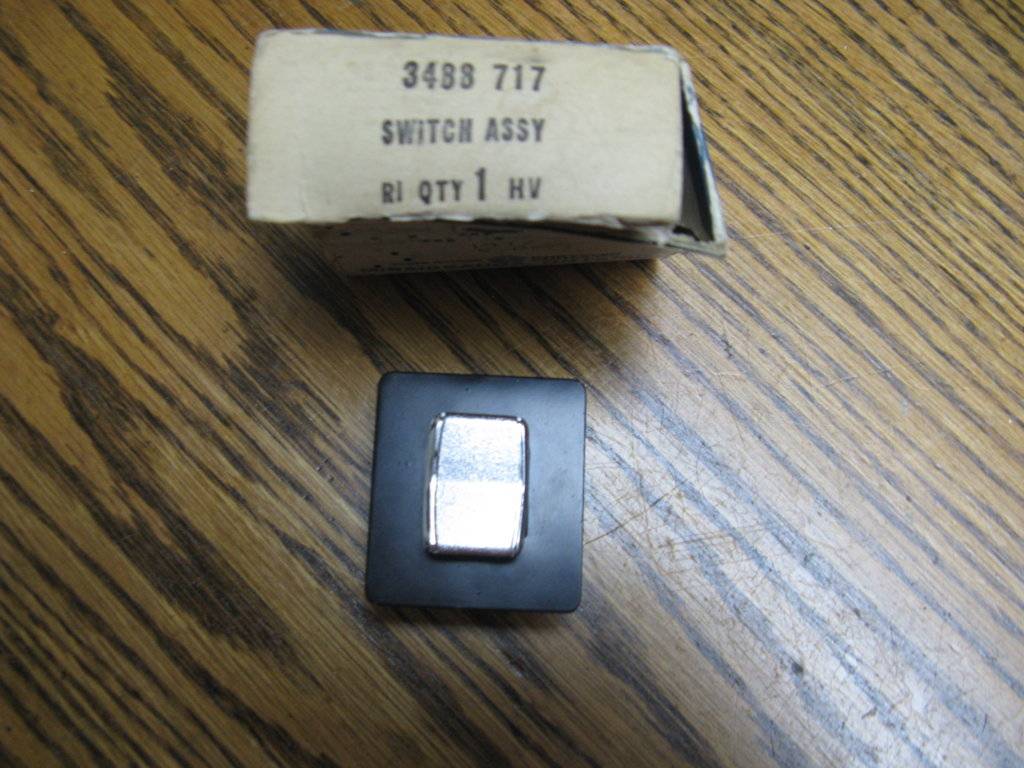 3488 717
SWITCH ASSY
RI QTY 1 HV